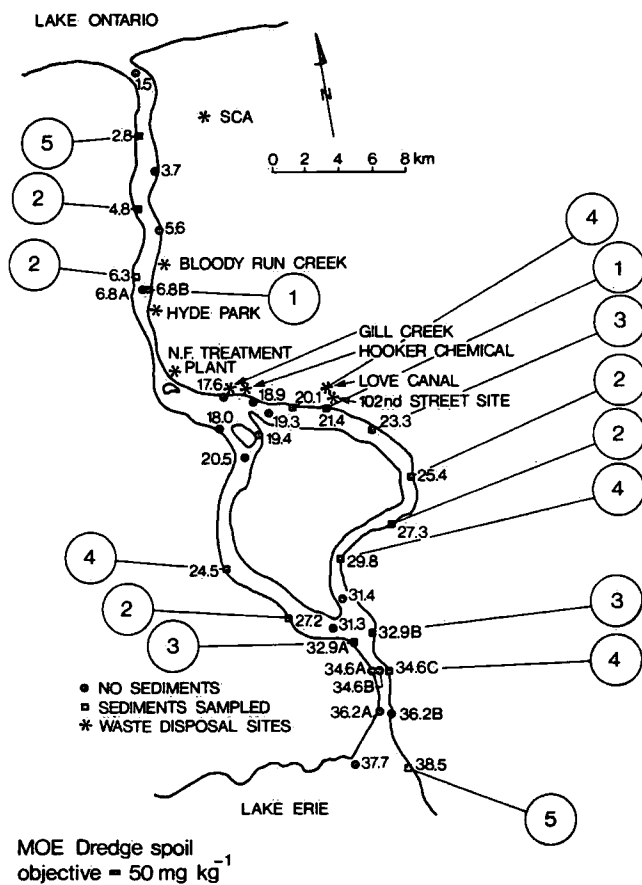 LAKE ONTARIO
1.5
N
* SCA
5
2.8
3.7
0 2 4 6 8 km
2
4.8
5.6
4
* BLOODY RUN CREEK
1
2
6.3
6.8A
6.8B
1
3
* HYDE PARK
GILL CREEK
N.F. TREATMENT
PLANT
HOOKER CHEMICAL
2
LOVE CANAL
17.6
18.9
20.1
102nd STREET SITE
19.3
21.4
23.3
18.0
19.4
2
20.5
25.4
4
27.3
4
29.8
24.5
31.4
3
2
27.2
31.3
32.9B
3
32.9A
4
34.6A
34.6C
34.6B
● NO SEDIMENTS
□ SEDIMENTS SAMPLED
* WASTE DISPOSAL SITES
36.2A
36.2B
37.7
38.5
LAKE ERIE
5
MOE Dredge spoil
objective = 50 mg kg⁻¹